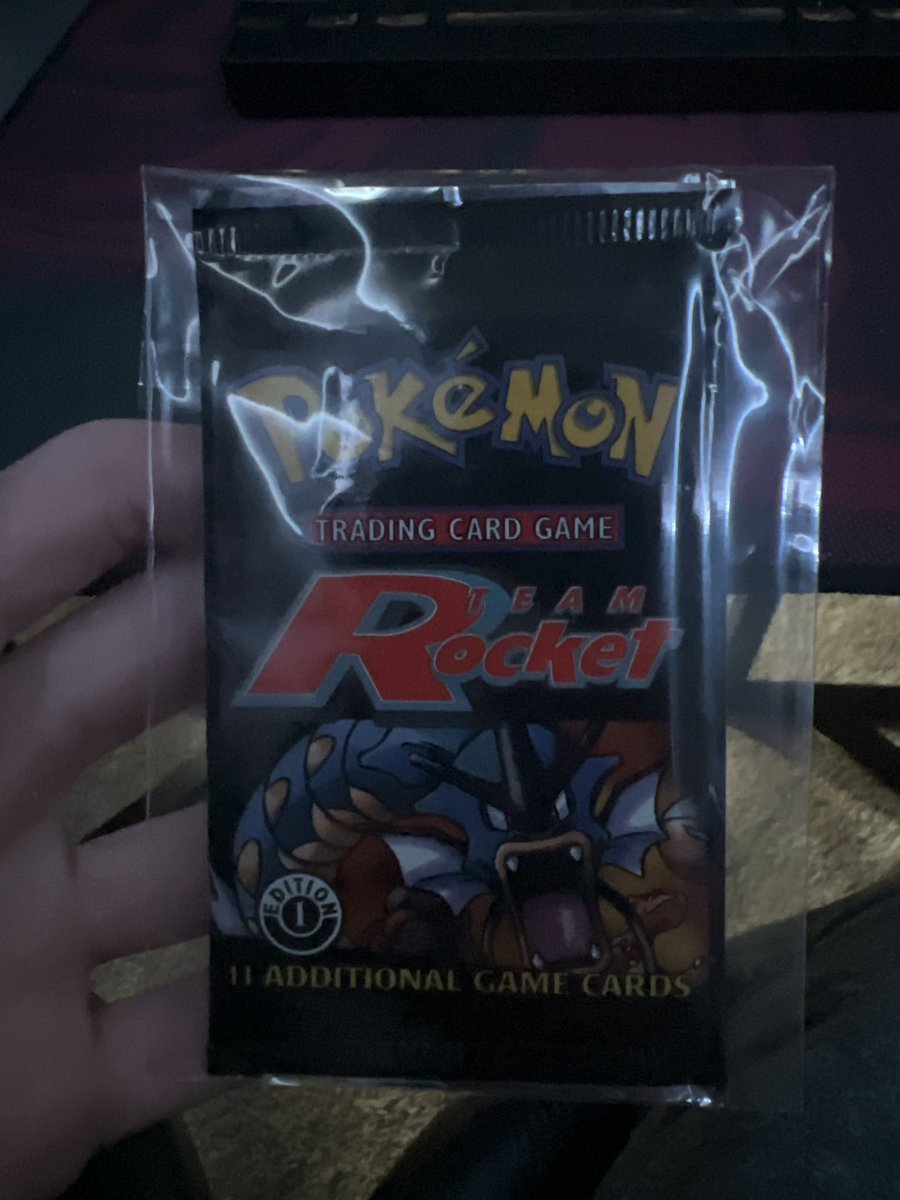 POKéMON
TRADING CARD GAME
TEAM
Rocket
EDITION
1
11 ADDITIONAL GAME CARDS